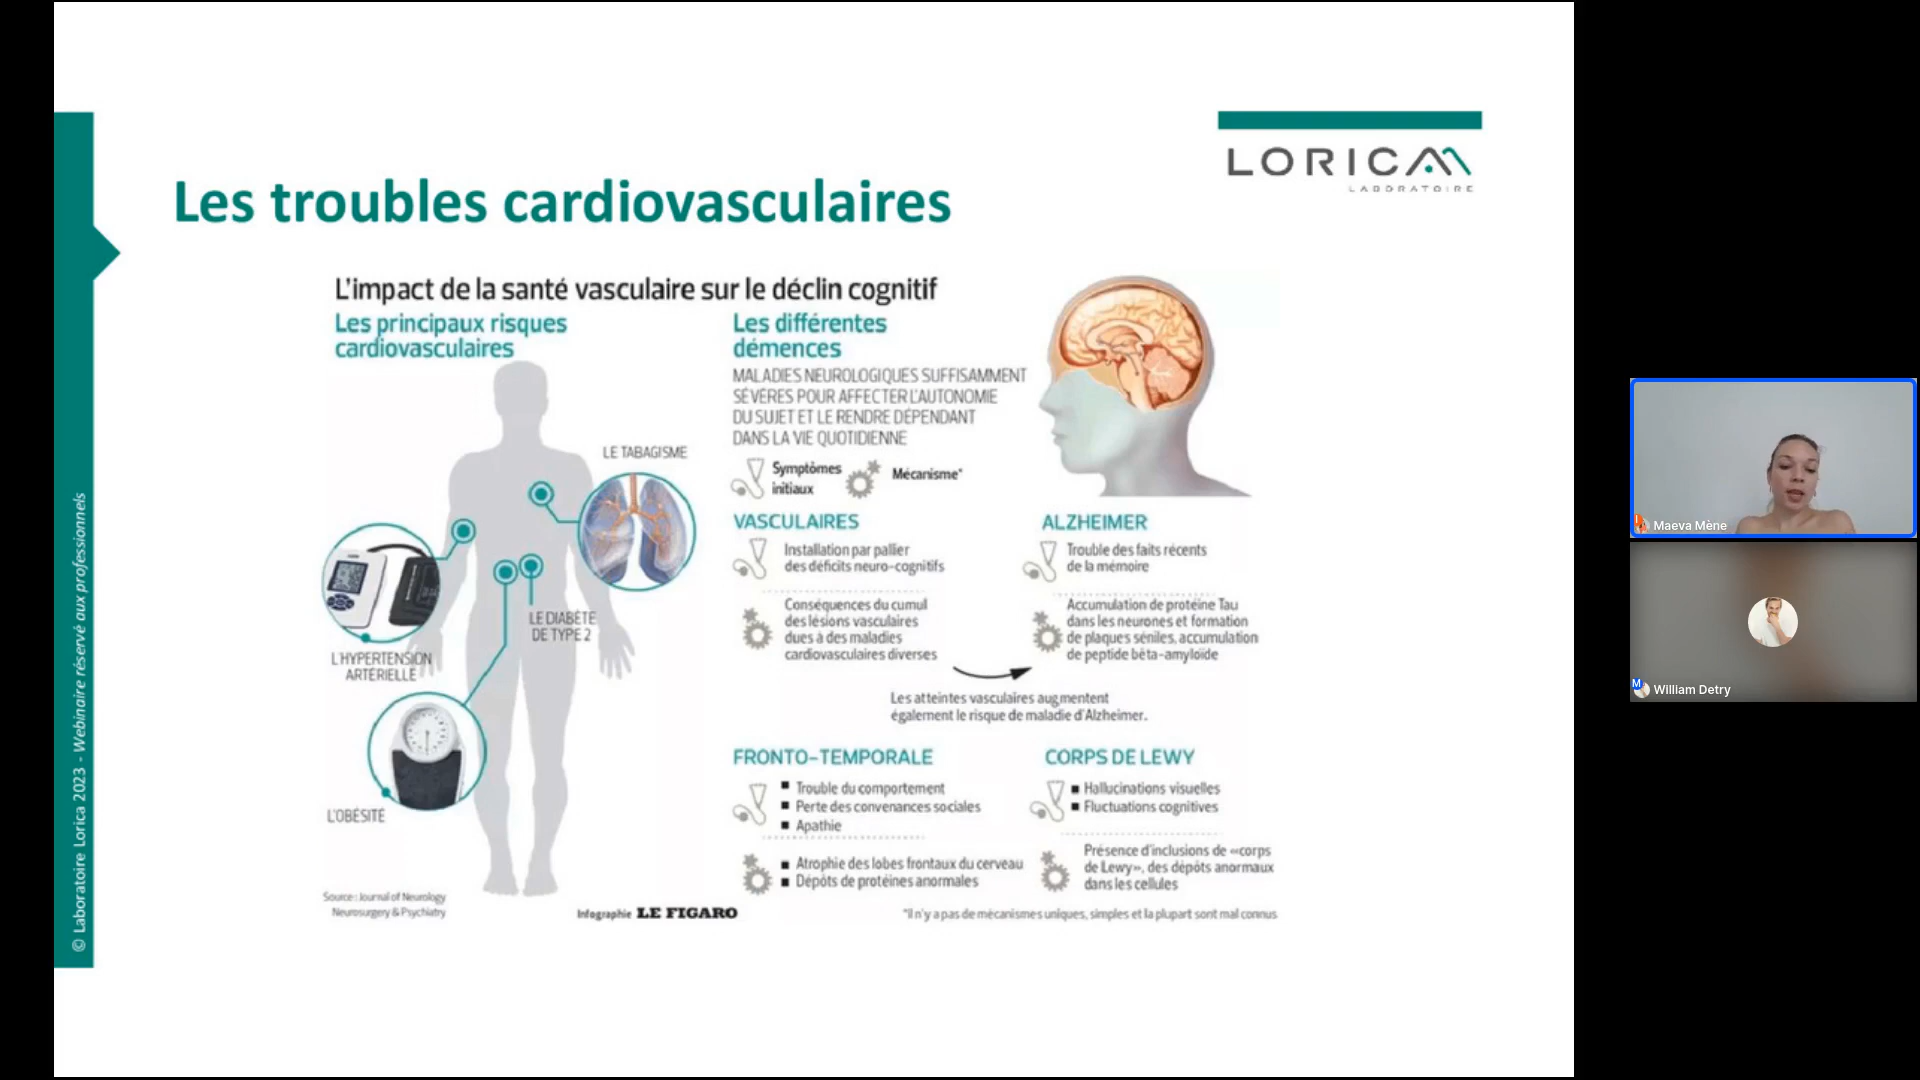 LORICA
LABORATOIRE
Les troubles cardiovasculaires
© Laboratoire Lorica 2023 - Webinaire réservé aux professionnels
L'impact de la santé vasculaire sur le déclin cognitif
Les principaux risques
cardiovasculaires
LE TABAGISME
L'HYPERTENSION
ARTÉRIELLE
LE DIABÈTE
DE TYPE 2
L'OBÉSITÉ
Source : Journal of Neurology
Neurosurgery & Psychiatry
Infographie LE FIGARO
Les différentes
démences
MALADIES NEUROLOGIQUES SUFFISAMMENT
SÉVÈRES POUR AFFECTER L'AUTONOMIE
DU SUJET ET LE RENDRE DÉPENDANT
DANS LA VIE QUOTIDIENNE
Symptômes
initiaux
Mécanisme*
VASCULAIRES
Installation par pallier
des déficits neuro-cognitifs
Conséquences du cumul
des lésions vasculaires
dues à des maladies
cardiovasculaires diverses
ALZHEIMER
Trouble des faits récents
de la mémoire
Accumulation de protéine Tau
dans les neurones et formation
de plaques séniles, accumulation
de peptide bêta-amyloïde
Les atteintes vasculaires augmentent
également le risque de maladie d'Alzheimer.
FRONTO-TEMPORALE
■ Trouble du comportement
■ Perte des convenances sociales
■ Apathie
■ Atrophie des lobes frontaux du cerveau
■ Dépôts de protéines anormales
CORPS DE LEWY
■ Hallucinations visuelles
■ Fluctuations cognitives
Présence d'inclusions de «corps
de Lewy», des dépôts anormaux
dans les cellules
*Il n'y a pas de mécanismes uniques, simples et la plupart sont mal connus
Maeva Mène
M
William Detry